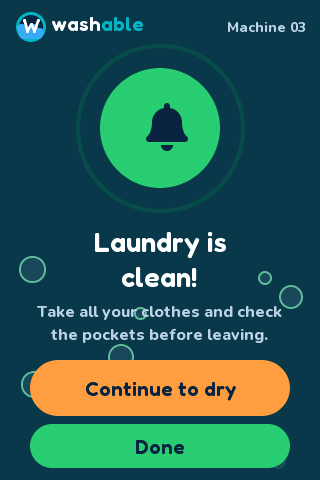 washable
Machine 03
Laundry is
clean!
Take all your clothes and check
the pockets before leaving.
Continue to dry
Done